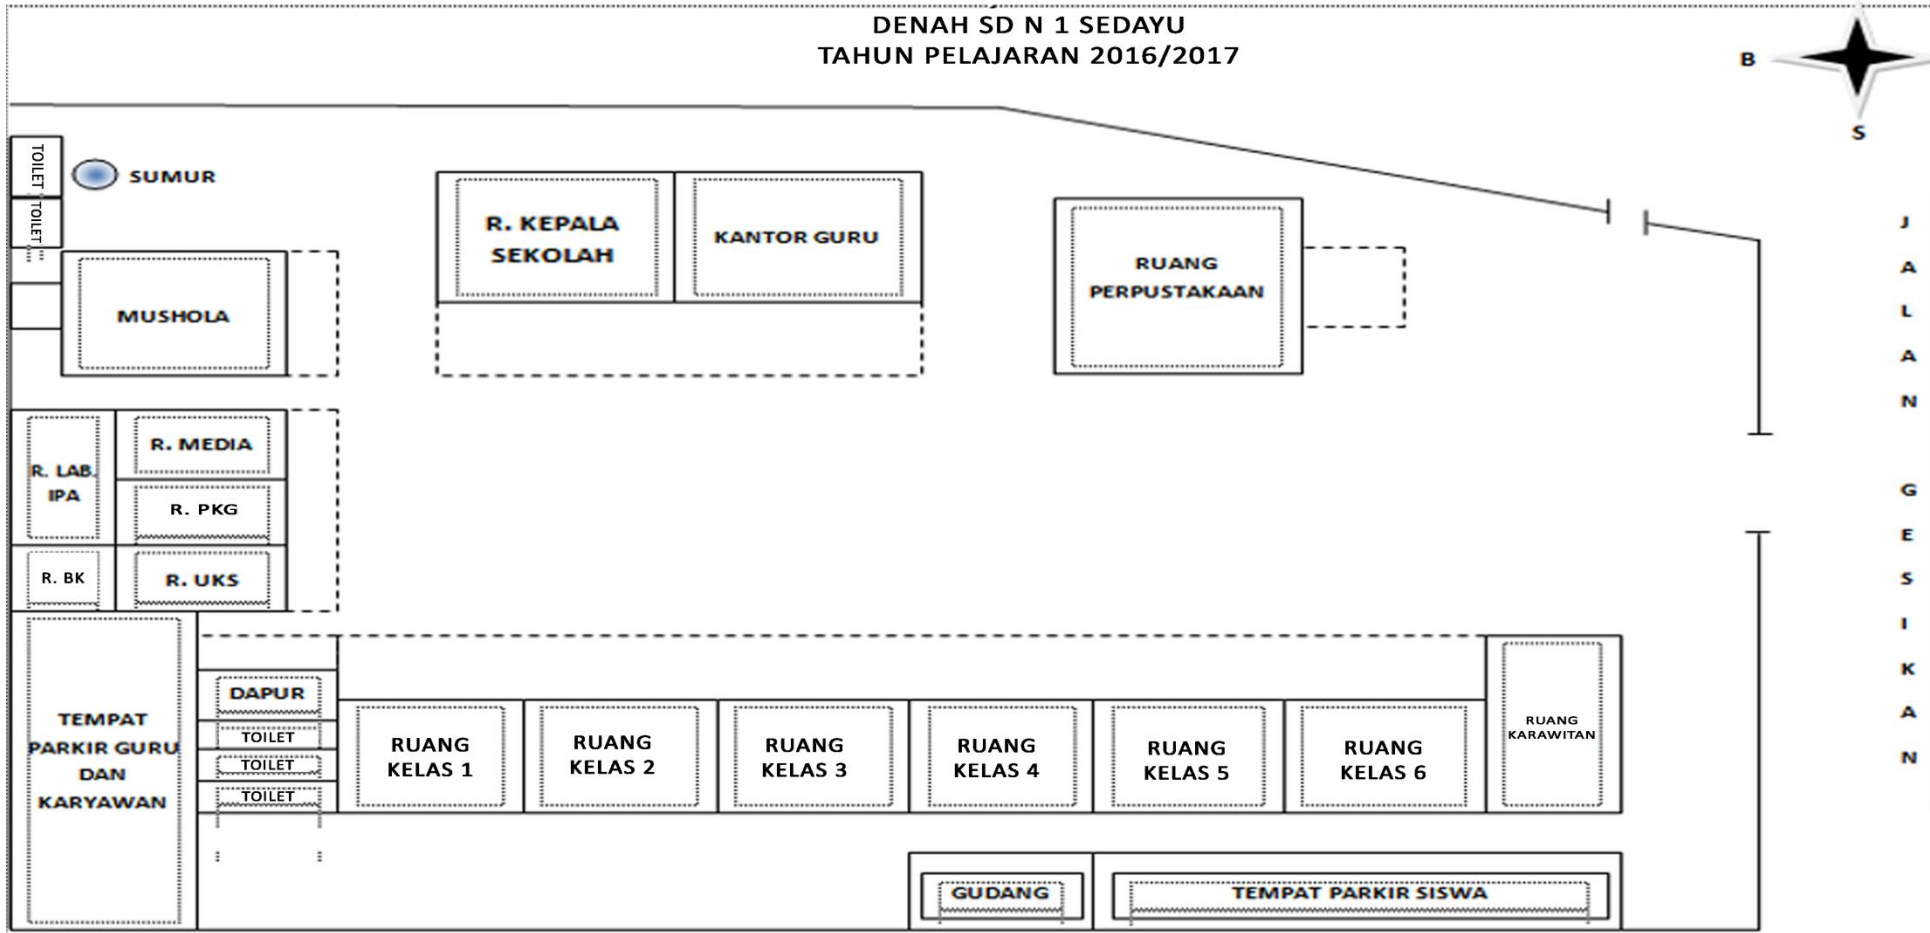 DENAH SD N 1 SEDAYU
TAHUN PELAJARAN 2016/2017
B
S
TOILET
TOILET
SUMUR
MUSHOLA
R. KEPALA
SEKOLAH
KANTOR GURU
RUANG
PERPUSTAKAAN
JALAN GESIKAN
R. LAB.
IPA
R. MEDIA
R. PKG
R. BK
R. UKS
TEMPAT
PARKIR GURU
DAN
KARYAWAN
DAPUR
TOILET
TOILET
TOILET
RUANG
KELAS 1
RUANG
KELAS 2
RUANG
KELAS 3
RUANG
KELAS 4
RUANG
KELAS 5
RUANG
KELAS 6
RUANG
KARAWITAN
GUDANG
TEMPAT PARKIR SISWA